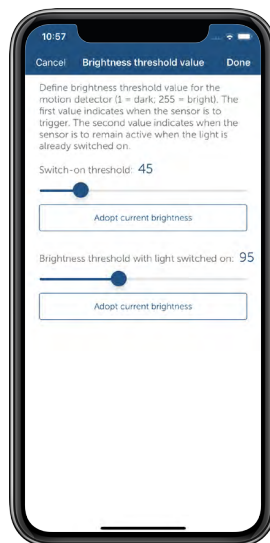 10:57
Cancel Brightness threshold value Done
Define brightness threshold value for the
motion detector (1 = dark; 255 = bright). The
first value indicates when the sensor is to
trigger. The second value indicates when the
sensor is to remain active when the light is
already switched on.
Switch-on threshold: 45
Adopt current brightness
Brightness threshold with light switched on: 95
Adopt current brightness